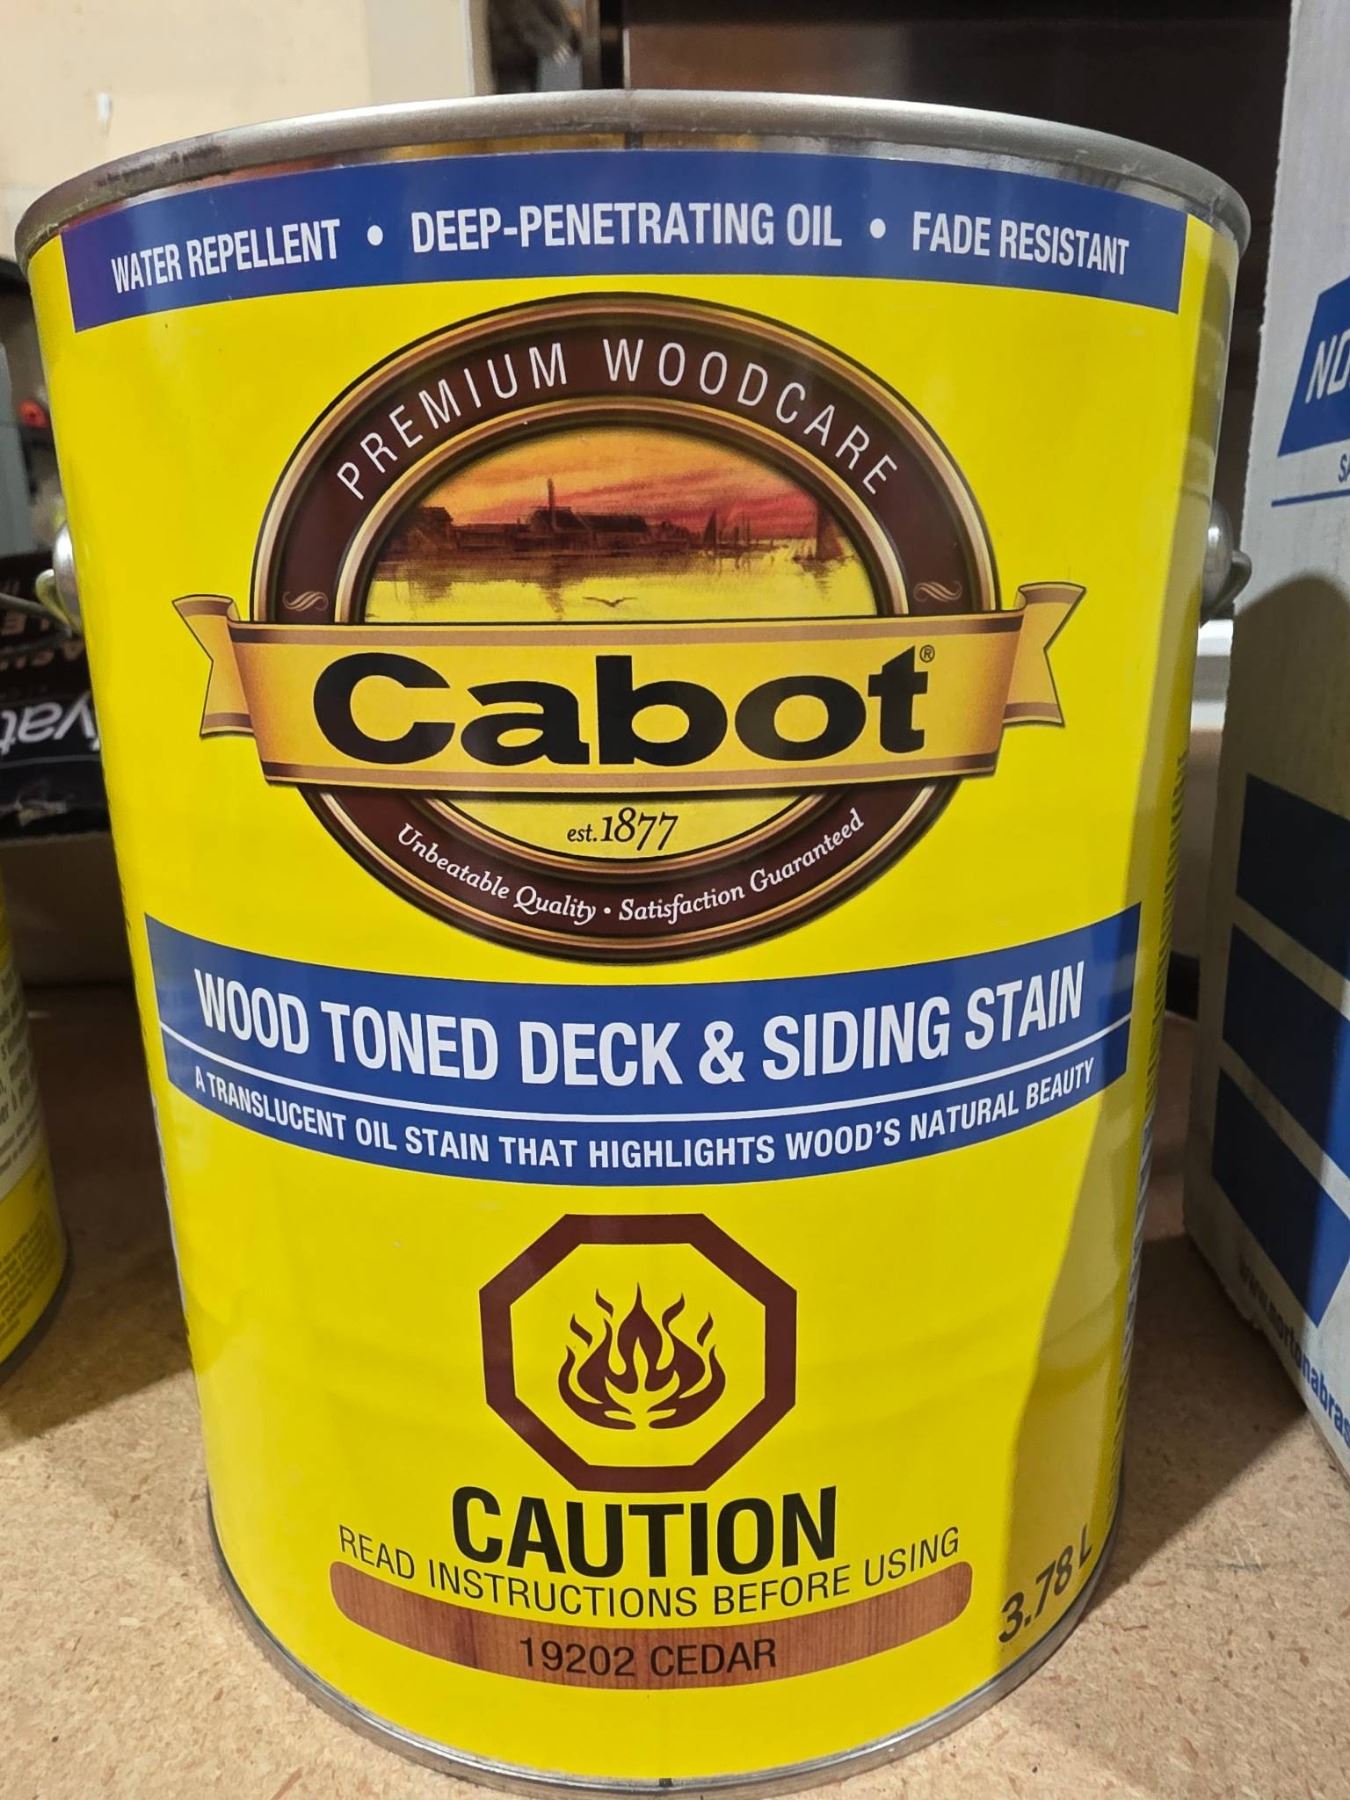 WATER REPELLENT • DEEP-PENETRATING OIL • FADE RESISTANT
PREMIUM WOODCARE
Cabot®
est. 1877
Unbeatable Quality • Satisfaction Guaranteed
WOOD TONED DECK & SIDING STAIN
A TRANSLUCENT OIL STAIN THAT HIGHLIGHTS WOOD'S NATURAL BEAUTY
CAUTION
READ INSTRUCTIONS BEFORE USING
19202 CEDAR
3.78 L
NO